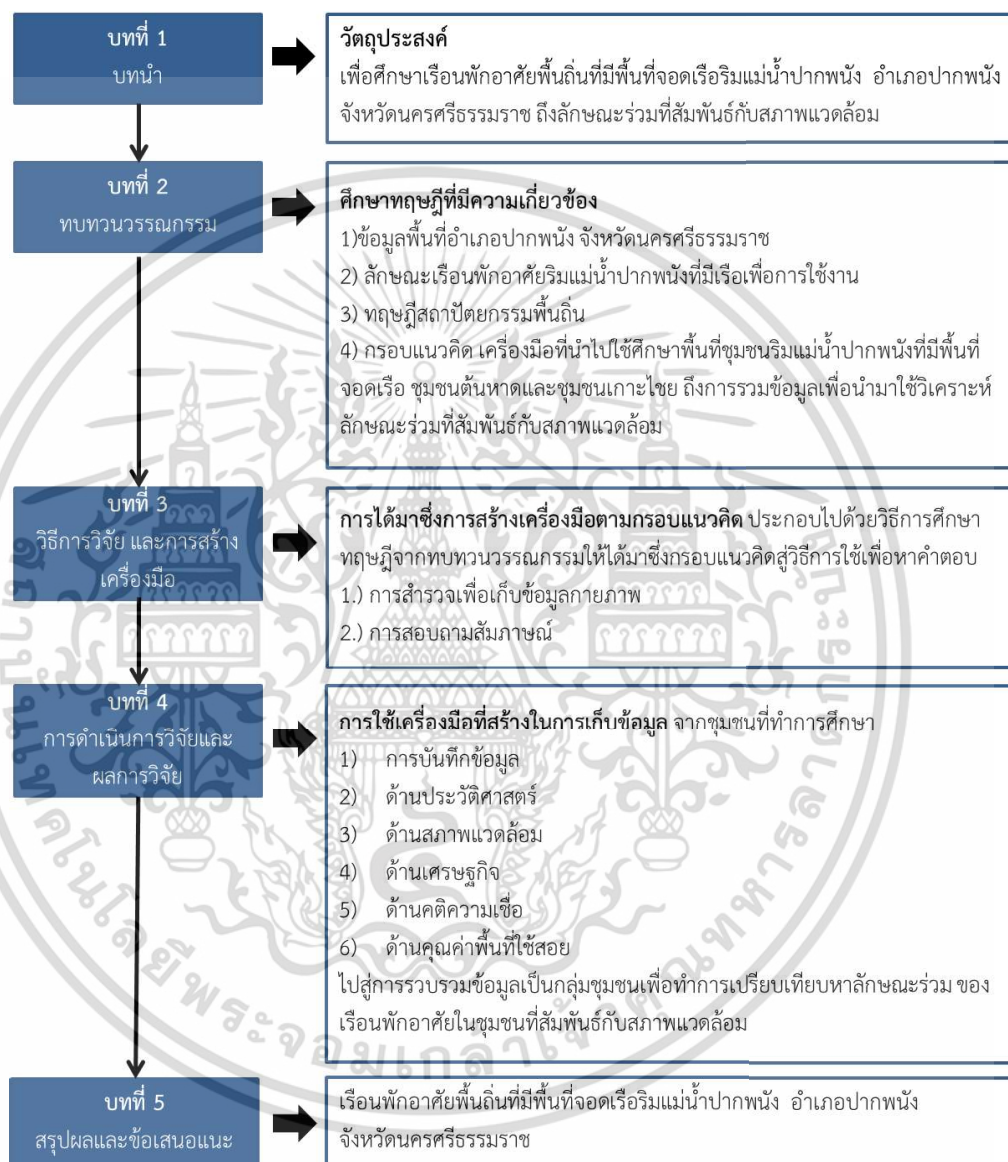 บทที่ 1
บทนำ
วัตถุประสงค์
เพื่อศึกษาเรือนพักอาศัยพื้นถิ่นที่มีพื้นที่จอดเรือริมแม่น้ำปากพนัง อำเภอปากพนัง
จังหวัดนครศรีธรรมราช ถึงลักษณะร่วมที่สัมพันธ์กับสภาพแวดล้อม
บทที่ 2
ทบทวนวรรณกรรม
ศึกษาทฤษฎีที่มีความเกี่ยวข้อง
1)ข้อมูลพื้นที่อำเภอปากพนัง จังหวัดนครศรีธรรมราช
2) ลักษณะเรือนพักอาศัยริมแม่น้ำปากพนังที่มีเรือเพื่อการใช้งาน
3) ทฤษฎีสถาปัตยกรรมพื้นถิ่น
4) กรอบแนวคิด เครื่องมือที่นำไปใช้ศึกษาพื้นที่ชุมชนริมแม่น้ำปากพนังที่มีพื้นที่
จอดเรือ ชุมชนต้นหาดและชุมชนเกาะไชย ถึงการรวมข้อมูลเพื่อนำมาใช้วิเคราะห์
ลักษณะร่วมที่สัมพันธ์กับสภาพแวดล้อม
บทที่ 3
วิธีการวิจัย และการสร้าง
เครื่องมือ
การได้มาซึ่งการสร้างเครื่องมือตามกรอบแนวคิด ประกอบไปด้วยวิธีการศึกษา
ทฤษฎีจากทบทวนวรรณกรรมให้ได้มาซึ่งกรอบแนวคิดสู่วิธีการใช้เพื่อหาคำตอบ
1.) การสำรวจเพื่อเก็บข้อมูลกายภาพ
2.) การสอบถามสัมภาษณ์
บทที่ 4
การดำเนินการวิจัยและ
ผลการวิจัย
การใช้เครื่องมือที่สร้างในการเก็บข้อมูล จากชุมชนที่ทำการศึกษา
1) การบันทึกข้อมูล
2) ด้านประวัติศาสตร์
3) ด้านสภาพแวดล้อม
4) ด้านเศรษฐกิจ
5) ด้านคติความเชื่อ
6) ด้านคุณค่าพื้นที่ใช้สอย
ไปสู่การรวบรวมข้อมูลเป็นกลุ่มชุมชนเพื่อทำการเปรียบเทียบหาลักษณะร่วม ของ
เรือนพักอาศัยในชุมชนที่สัมพันธ์กับสภาพแวดล้อม
บทที่ 5
สรุปผลและข้อเสนอแนะ
เรือนพักอาศัยพื้นถิ่นที่มีพื้นที่จอดเรือริมแม่น้ำปากพนัง อำเภอปากพนัง
จังหวัดนครศรีธรรมราช